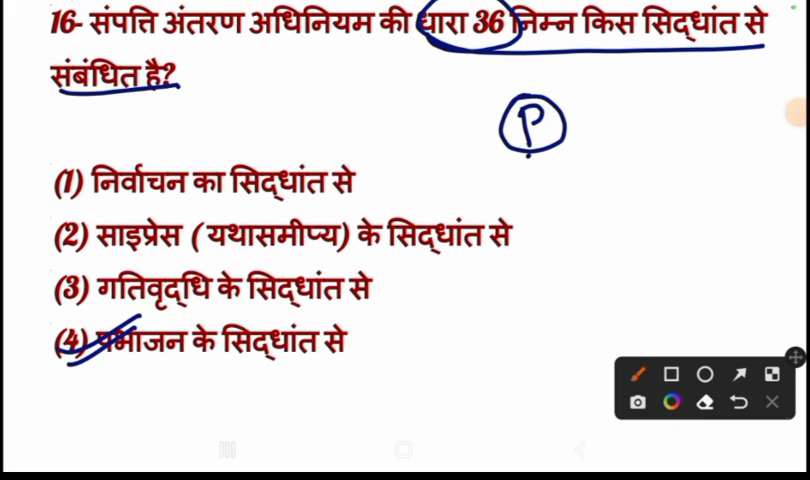 16- संपत्ति अंतरण अधिनियम की धारा 36 निम्न किस सिद्धांत से
संबंधित है?
P
(1) निर्वाचन का सिद्धांत से
(2) साइप्रेस ( यथासमीप्य) के सिद्धांत से
(3) गतिवृद्धि के सिद्धांत से
(4) प्रभाजन के सिद्धांत से